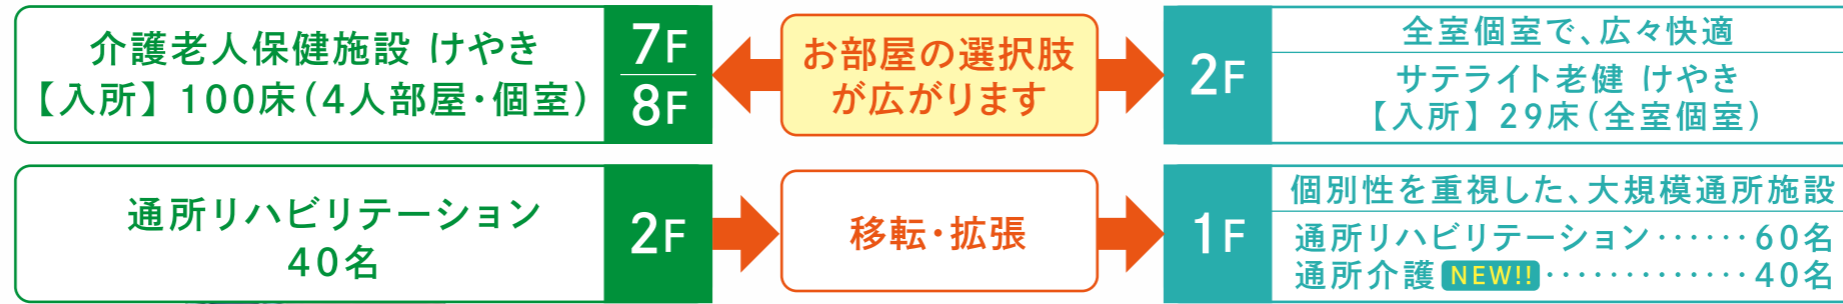 介護老人保健施設 けやき
【入所】100床(4人部屋・個室)
7F
8F
お部屋の選択肢
が広がります
2F
全室個室で、広々快適
サテライト老健 けやき
【入所】29床(全室個室)
通所リハビリテーション
40名
2F
移転・拡張
1F
個別性を重視した、大規模通所施設
通所リハビリテーション‥‥‥60名
通所介護 NEW!! ‥‥‥‥‥‥‥40名